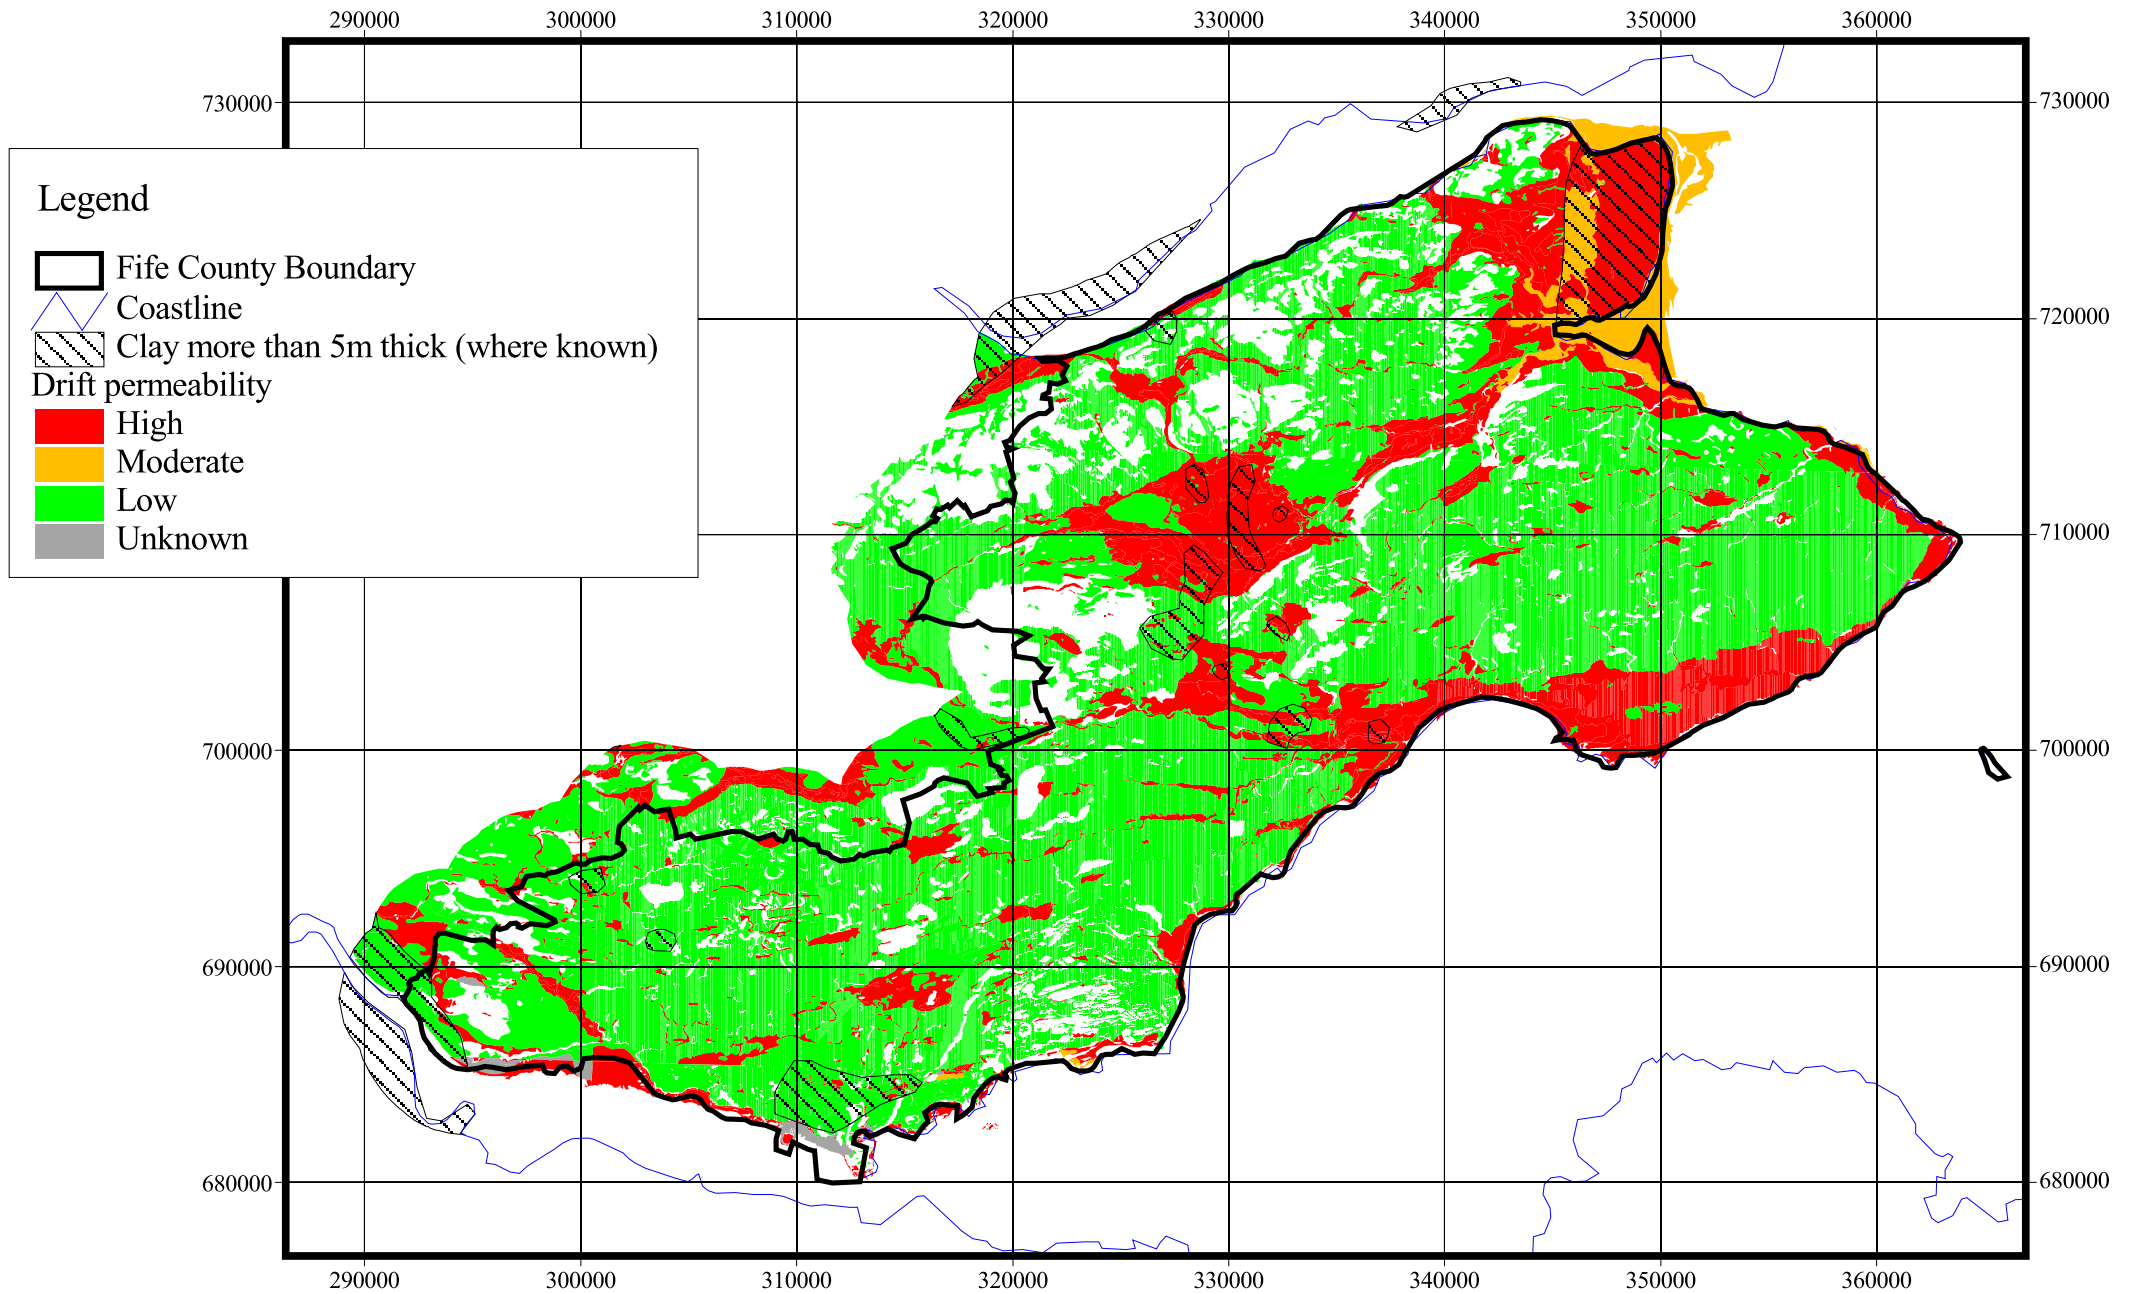 290000 300000 310000 320000 330000 340000 350000 360000
730000 730000
Legend
Fife County Boundary
Coastline
Clay more than 5m thick (where known)
Drift permeability
High
Moderate
Low
Unknown
720000
710000
700000 700000
690000 690000
680000 680000
290000 300000 310000 320000 330000 340000 350000 360000